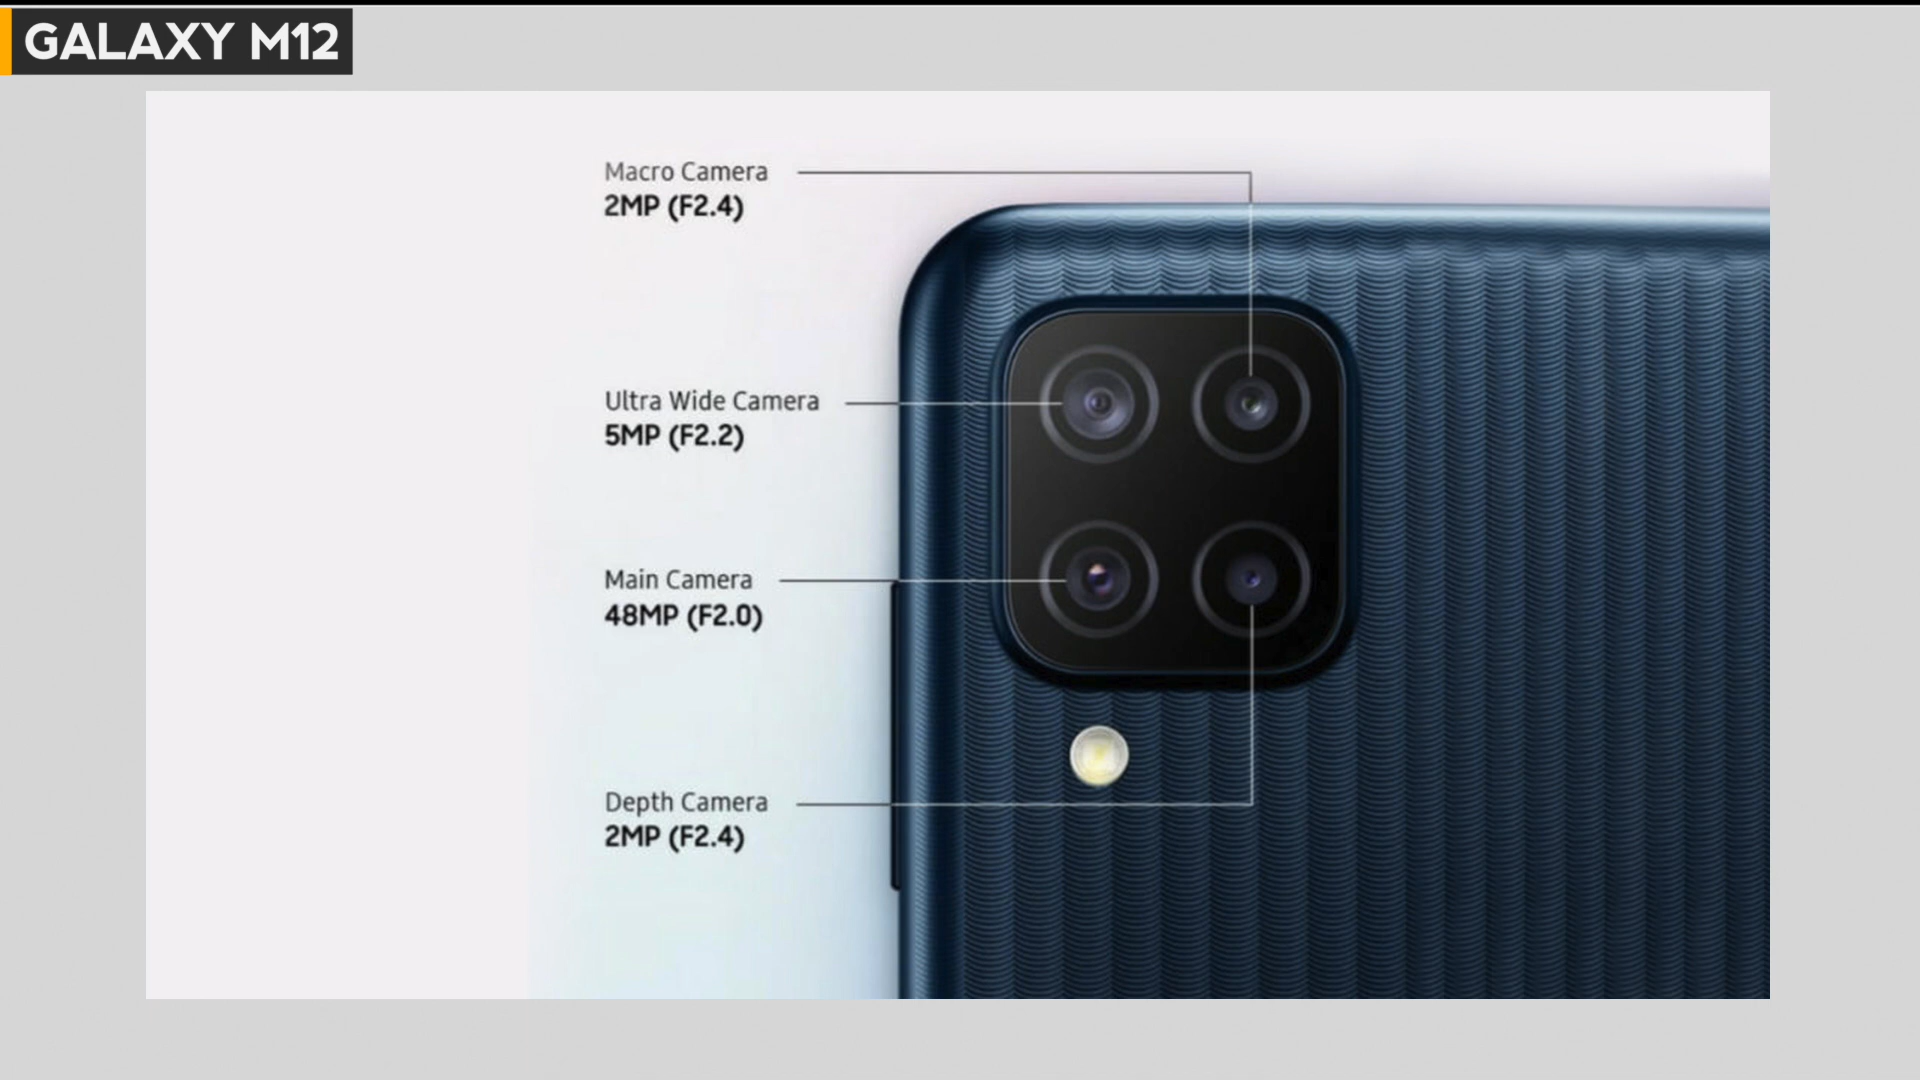 GALAXY M12
Macro Camera
2MP (F2.4)
Ultra Wide Camera
5MP (F2.2)
Main Camera
48MP (F2.0)
Depth Camera
2MP (F2.4)